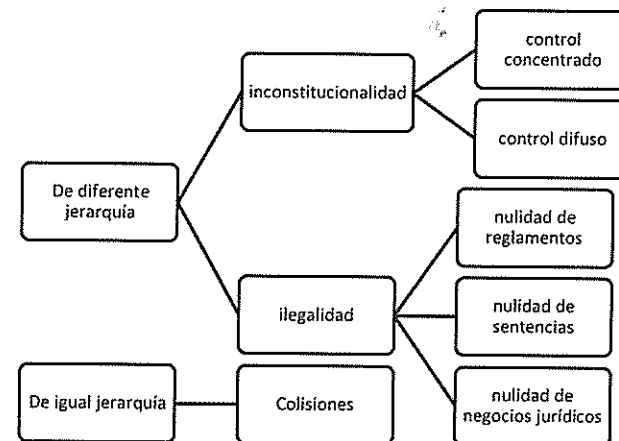 control
concentrado
inconstitucionalidad
control difuso
De diferente
jerarquía
nulidad de
reglamentos
ilegalidad
nulidad de
sentencias
De igual jerarquía
Colisiones
nulidad de
negocios jurídicos